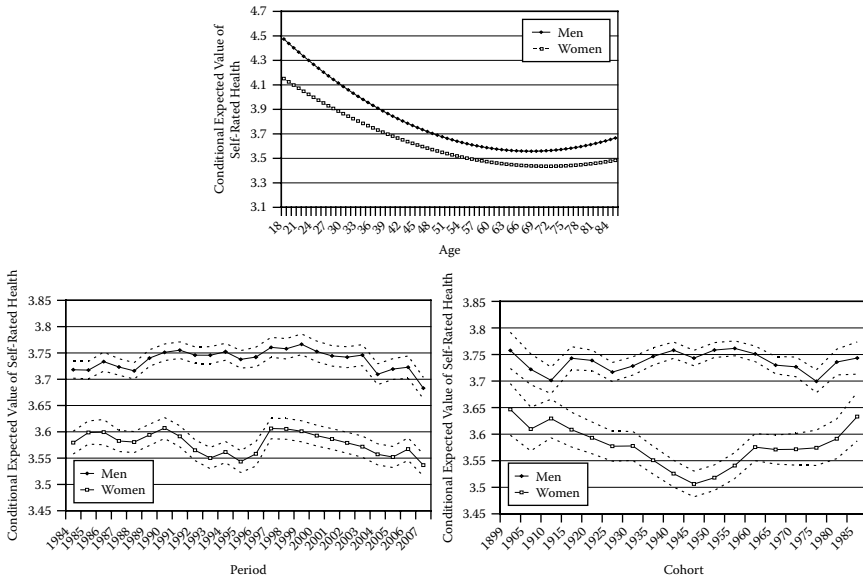 Conditional Expected Value of
Self-Rated Health
4.7
4.5
4.3
4.1
3.9
3.7
3.5
3.3
3.1
Men
Women
18 21 24 27 30 33 36 39 42 45 48 51 54 57 60 63 66 69 72 75 78 81 84
Age
Conditional Expected Value of Self-Rated Health
3.85
3.8
3.75
3.7
3.65
3.6
3.55
3.5
3.45
Men
Women
1984 1985 1986 1987 1988 1989 1990 1991 1992 1993 1994 1995 1996 1997 1998 1999 2000 2001 2002 2003 2004 2005 2006 2007
Period
Conditional Expected Value of Self-Rated Health
3.85
3.8
3.75
3.7
3.65
3.6
3.55
3.5
3.45
Men
Women
1899 1905 1910 1915 1920 1925 1930 1935 1940 1945 1950 1955 1960 1965 1970 1975 1980 1985
Cohort